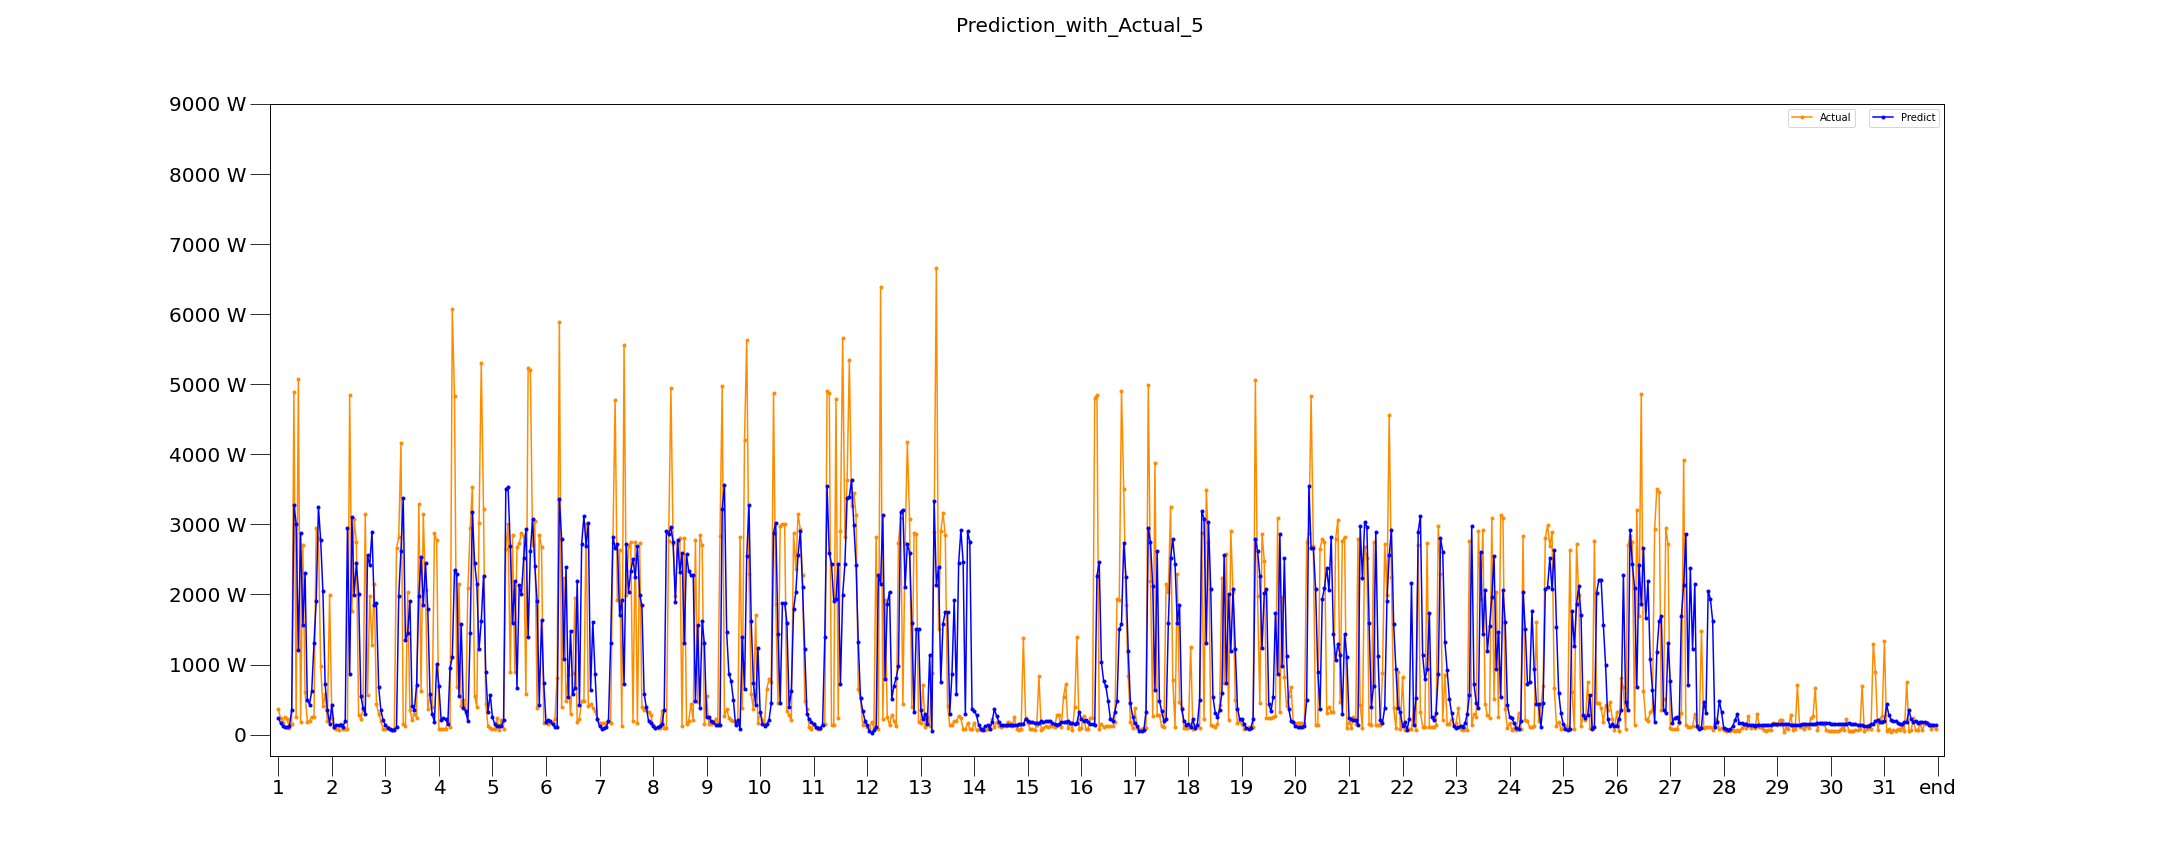 Prediction_with_Actual_5
9000 W
8000 W
7000 W
6000 W
5000 W
4000 W
3000 W
2000 W
1000 W
0
Actual Predict
1 2 3 4 5 6 7 8 9 10 11 12 13 14 15 16 17 18 19 20 21 22 23 24 25 26 27 28 29 30 31 end